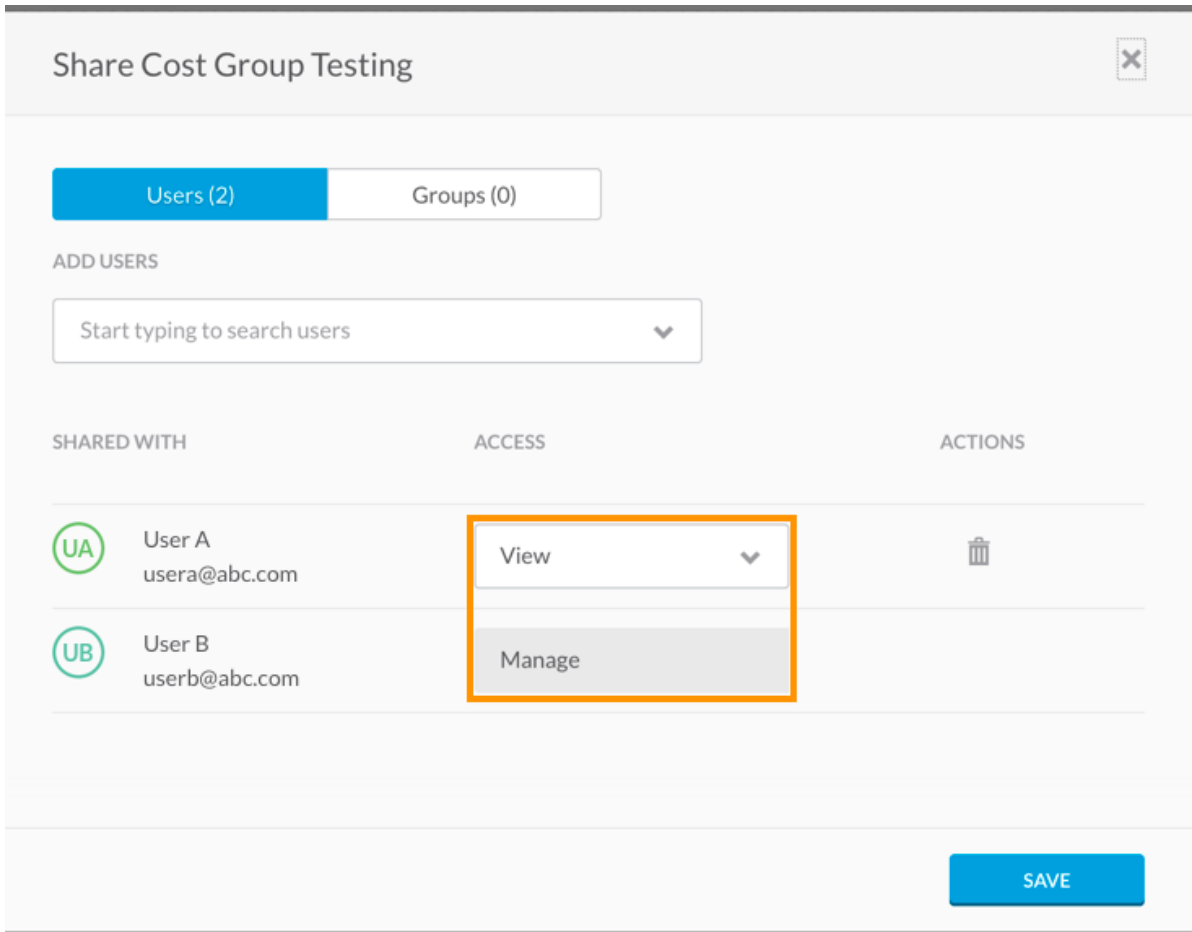 Share Cost Group Testing
Users (2) Groups (0)
ADD USERS
Start typing to search users
SHARED WITH ACCESS ACTIONS
UA User A View
usera@abc.com
UB User B Manage
userb@abc.com
SAVE